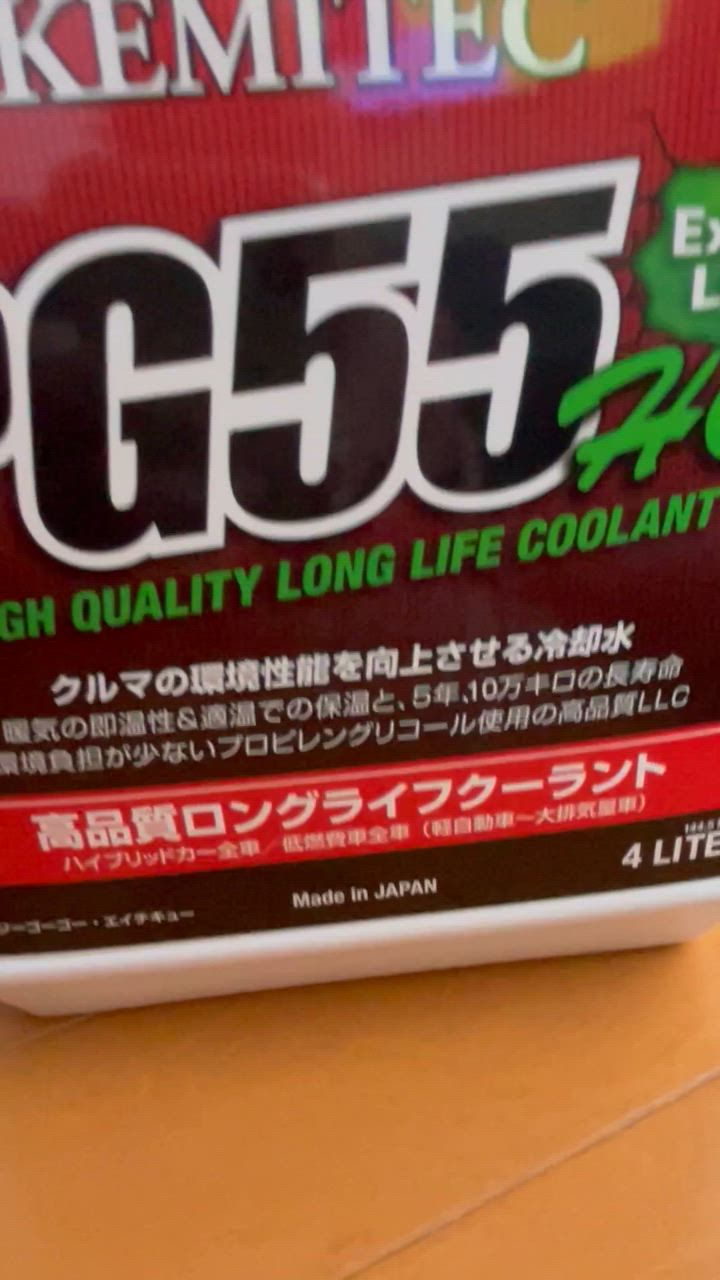 KEMITEC
PG55
Ex
L
H
GH QUALITY LONG LIFE COOLANT
クルマの環境性能を向上させる冷却水
暖気の即温性&適温での保温と、5年、10万キロの長寿命
環境負担が少ないプロピレングリコール使用の高品質LLC
高品質ロングライフクーラント
ハイブリッドカー全車 低燃費車全車(軽自動車〜大排気量車)
4 LITE
Made in JAPAN
ジーゴーゴー・エイチキュー